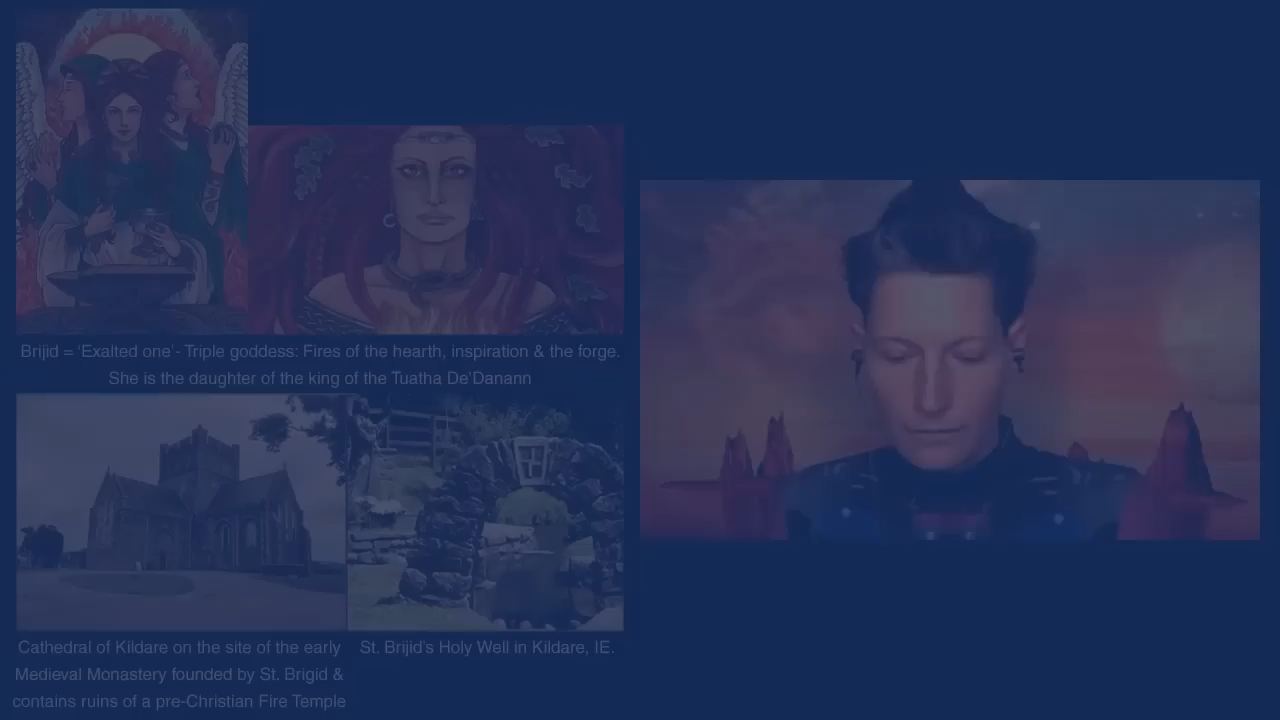 Brijid = ‘Exalted one’- Triple goddess: Fires of the hearth, inspiration & the forge.
She is the daughter of the king of the Tuatha De’Danann
Cathedral of Kildare on the site of the early
Medieval Monastery founded by St. Brigid &
contains ruins of a pre-Christian Fire Temple
St. Brijid’s Holy Well in Kildare, IE.